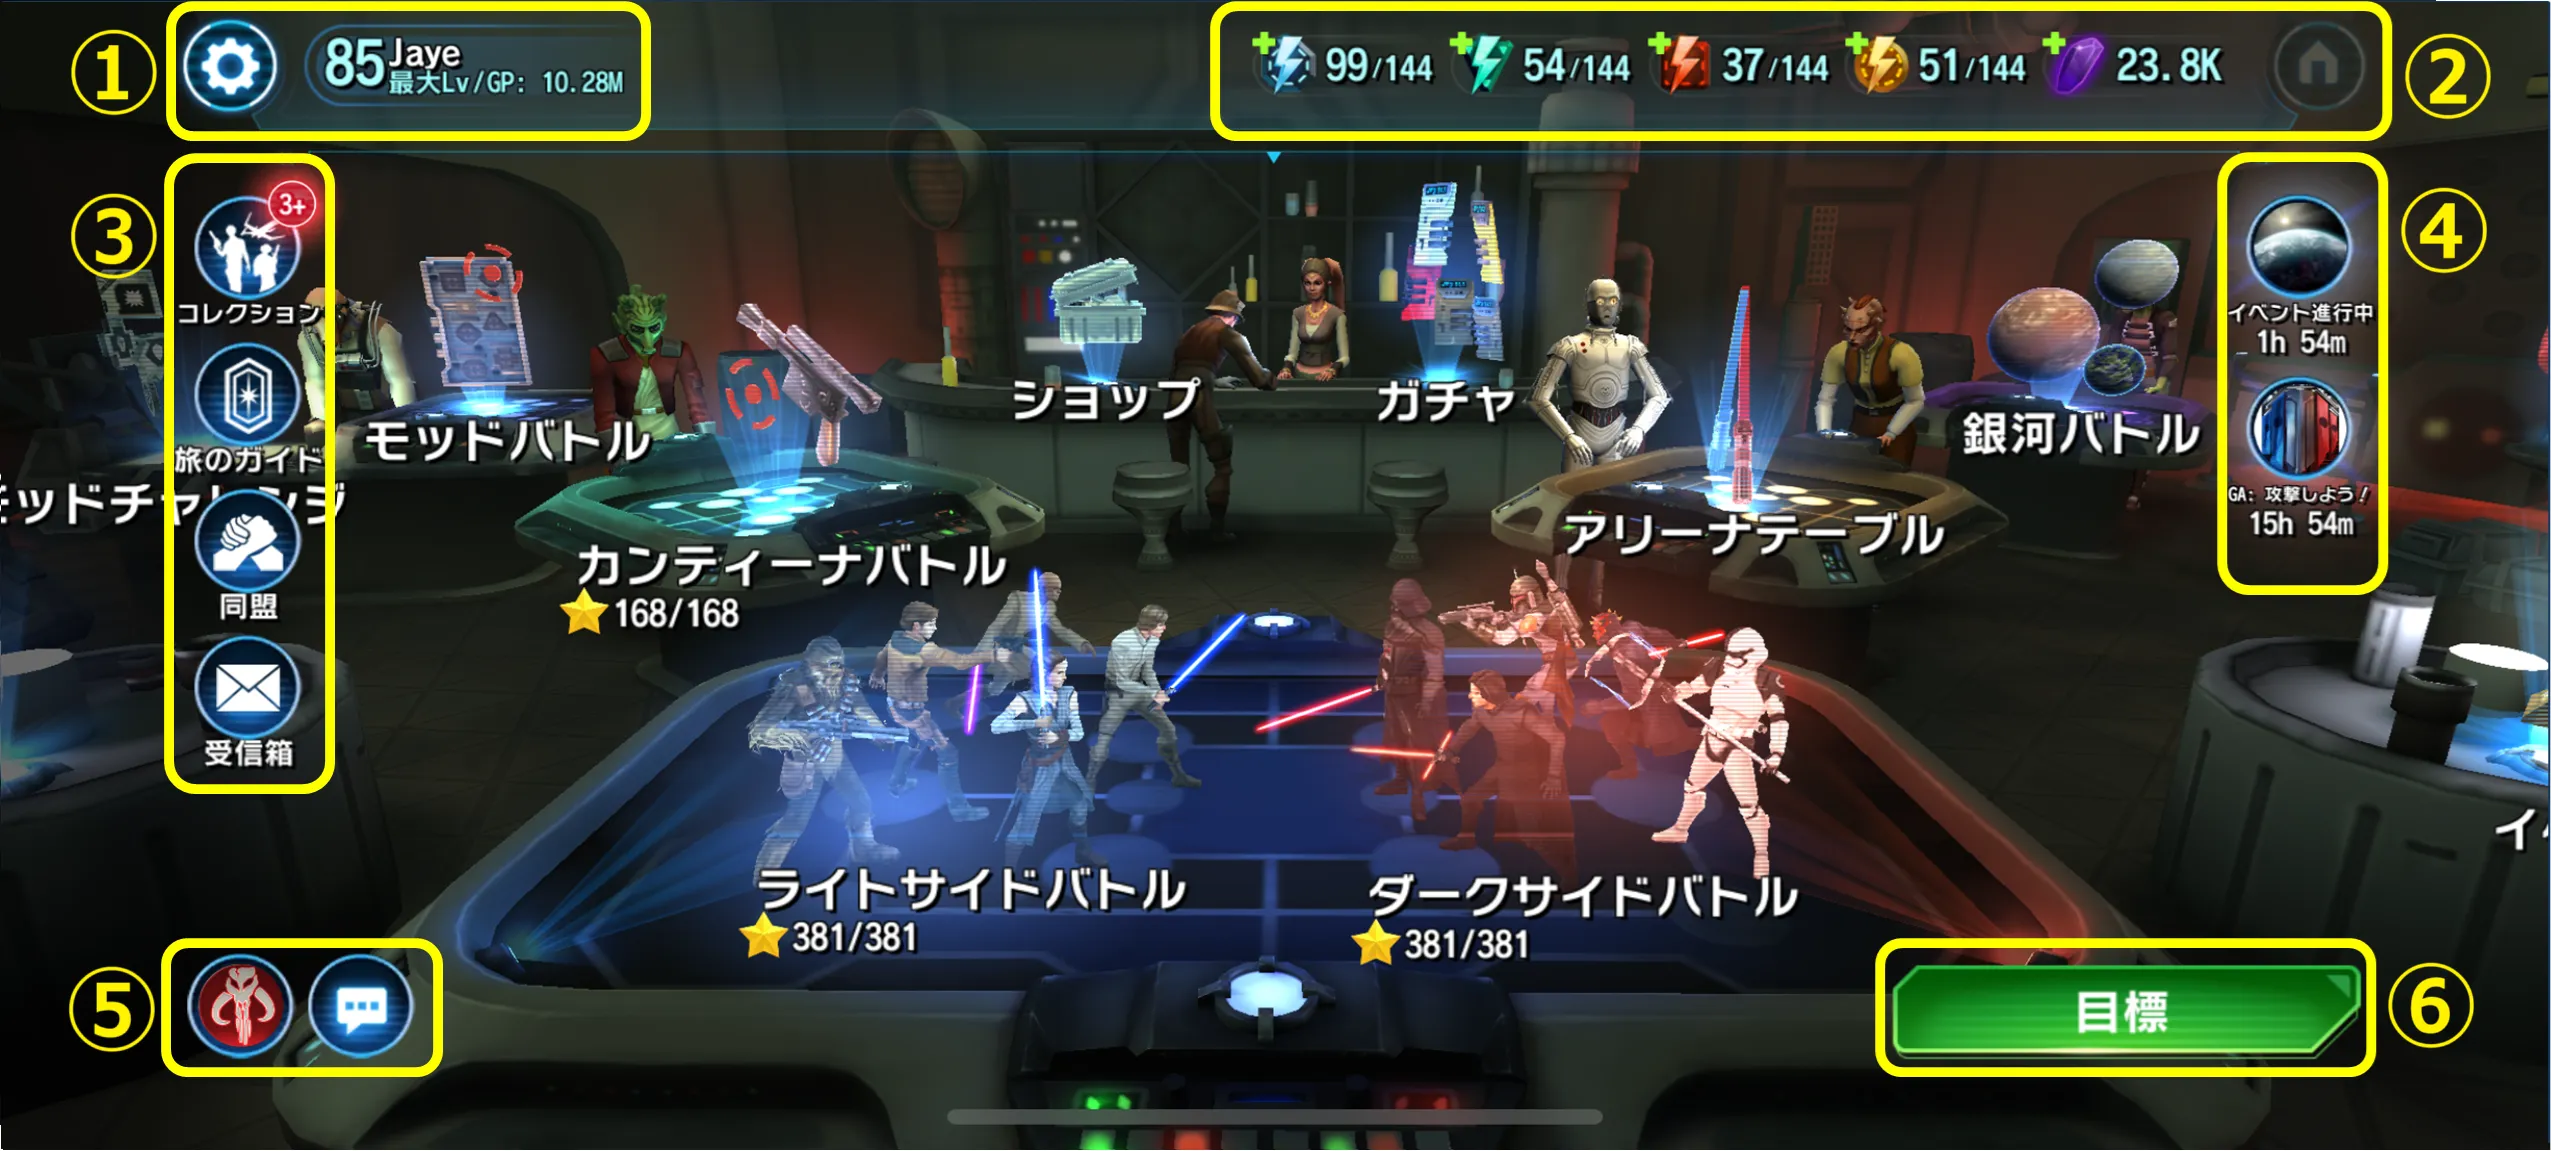 ①
85 Jaye
最大Lv/GP: 10.28M
99/144
54/144
37/144
51/144
23.8K
②
③
3+
コレクション
旅のガイド
同盟
受信箱
モッドバトル
ショップ
ガチャ
銀河バトル
カンティーナバトル
168/168
アリーナテーブル
④
イベント進行中
1h 54m
GA: 攻撃しよう!
15h 54m
ライトサイドバトル
381/381
ダークサイドバトル
381/381
⑤
目標
⑥